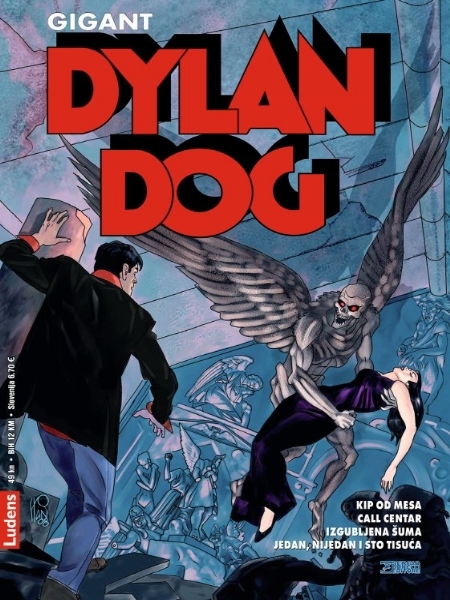 GIGANT
DYLAN
DOG
KIP OD MESA
CALL CENTAR
IZGUBLJENA ŠUMA
JEDAN, NIJEDAN I STO TISUĆA
Ludens
49 kn • BiH 12 KM • Slovenija 6.70 €